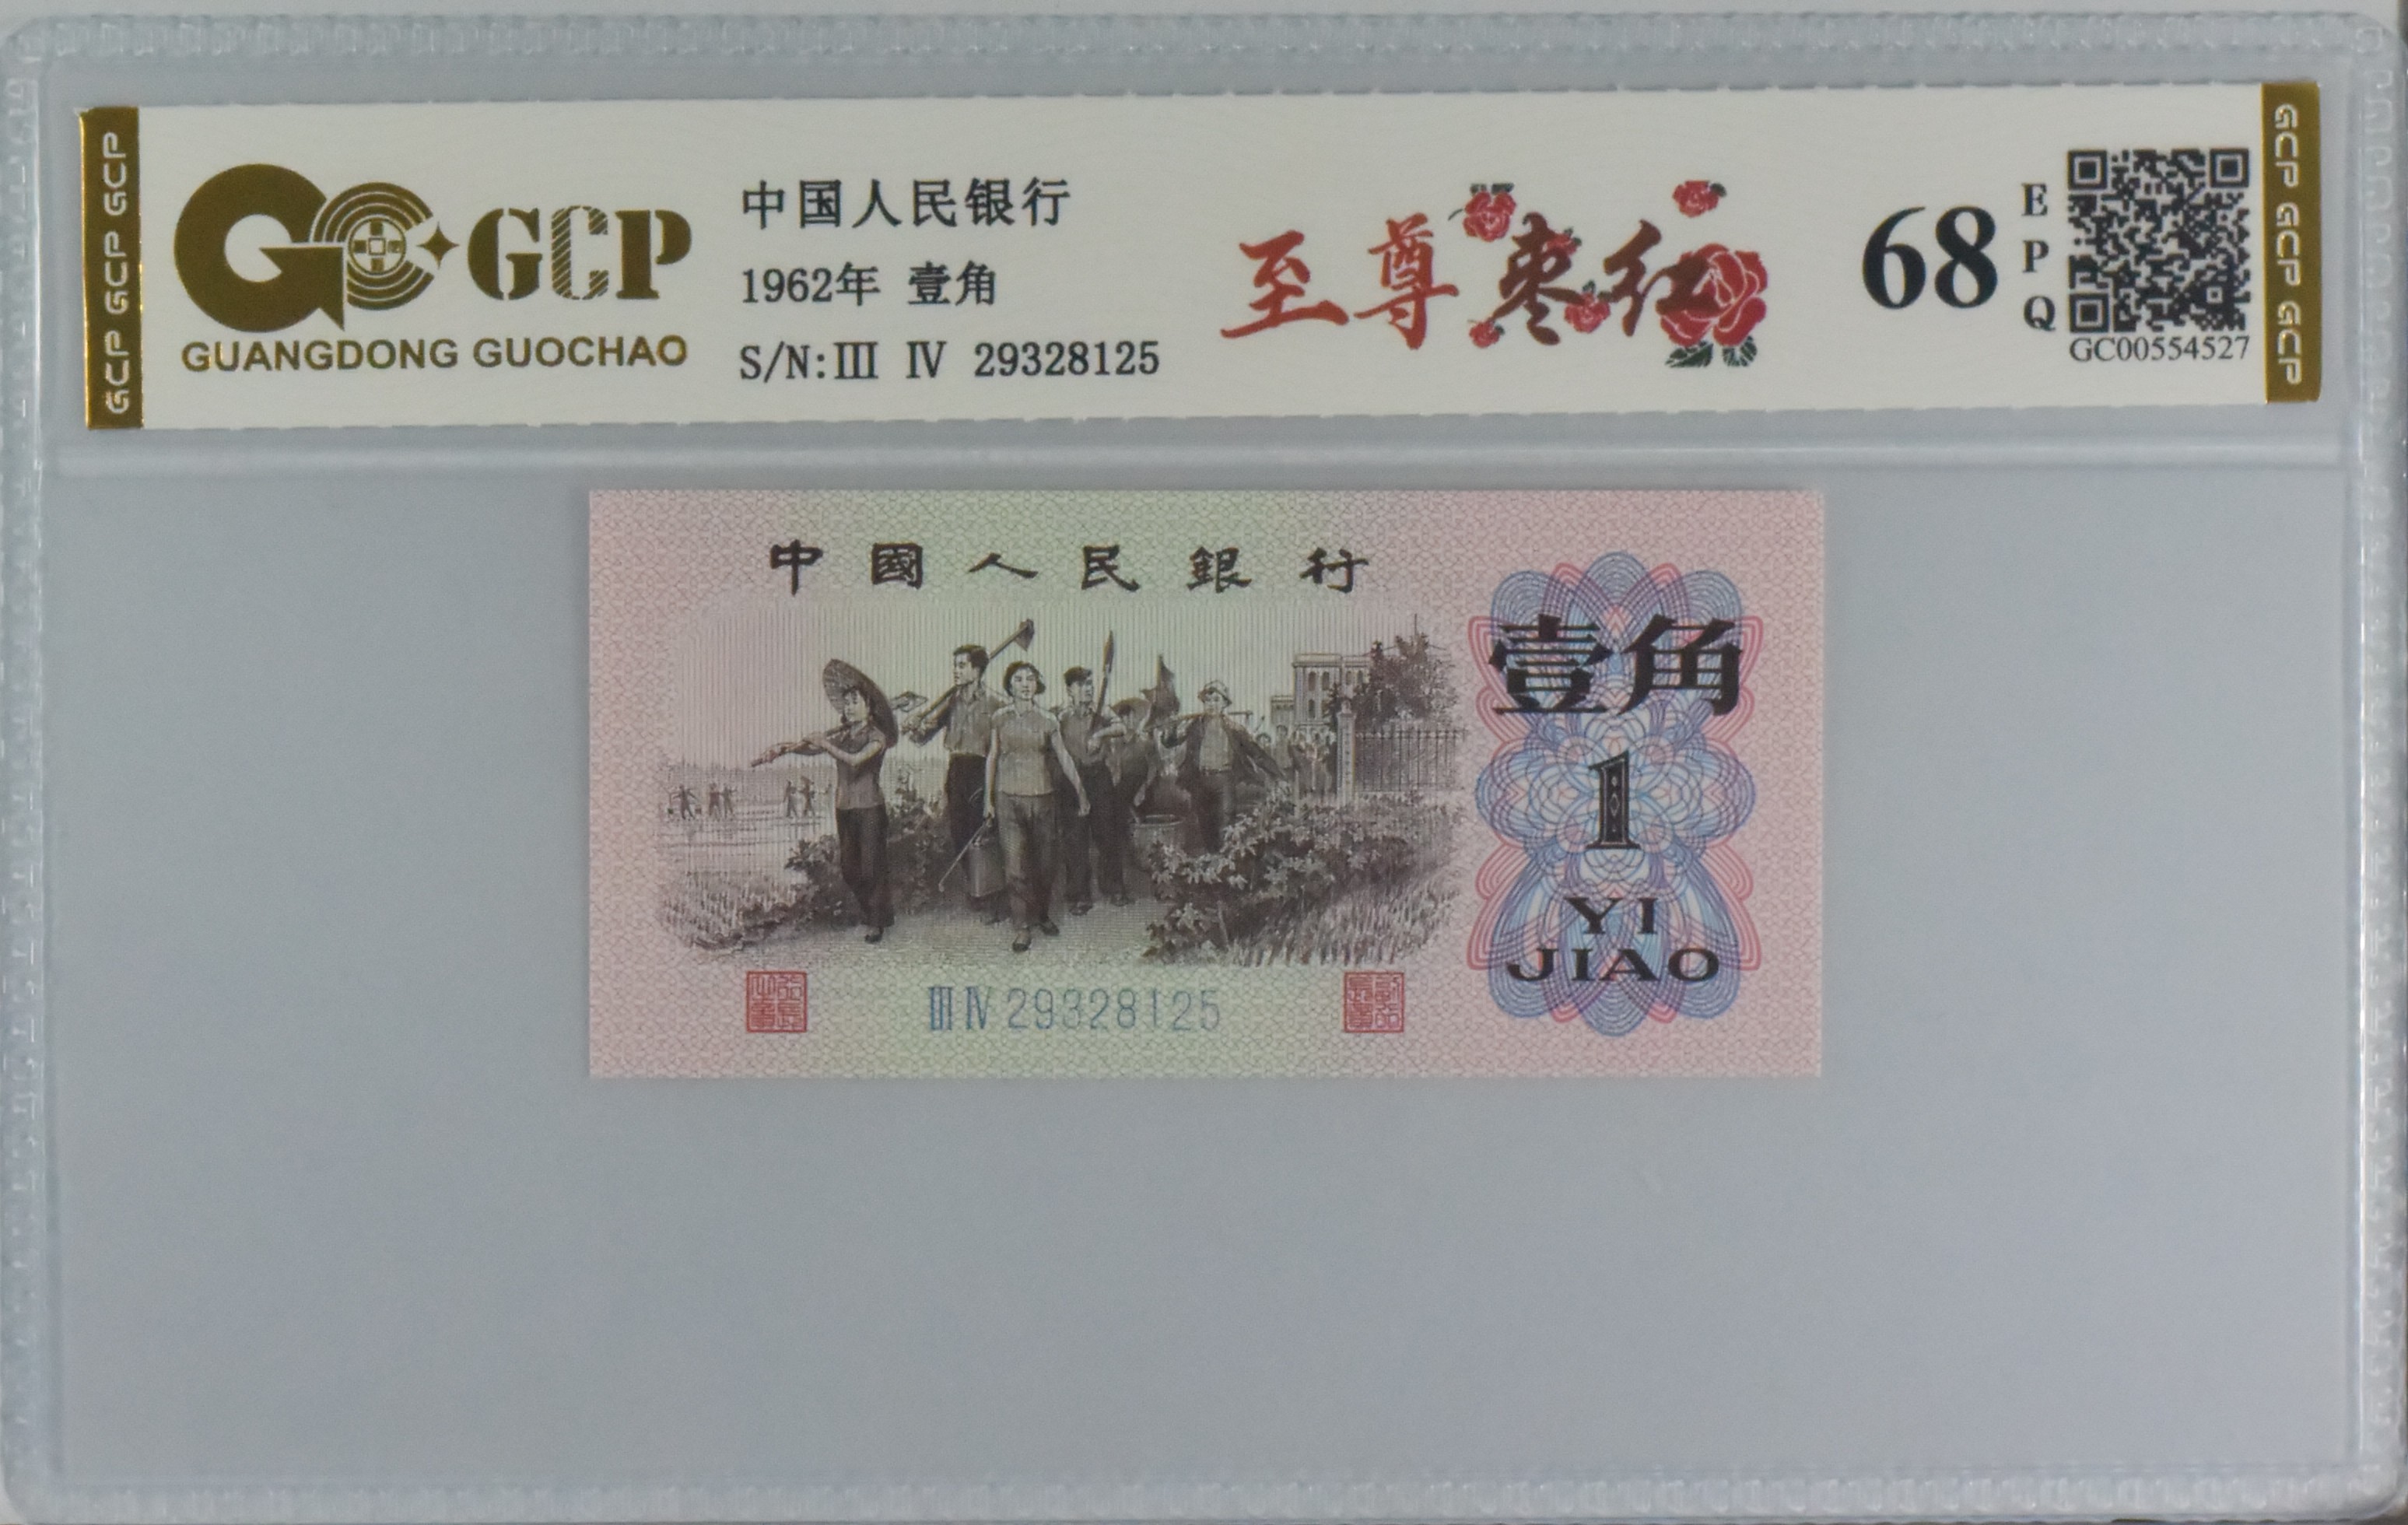 GCP GCP GCP
GCP
GUANGDONG GUOCHAO
中国人民银行
1962年 壹角
S/N:Ⅲ Ⅳ 29328125
至尊枣红
68
EPQ
GC00554527
GCP GCP GCP
中國人民銀行
壹角
1
YI
JIAO
Ⅲ Ⅳ 29328125